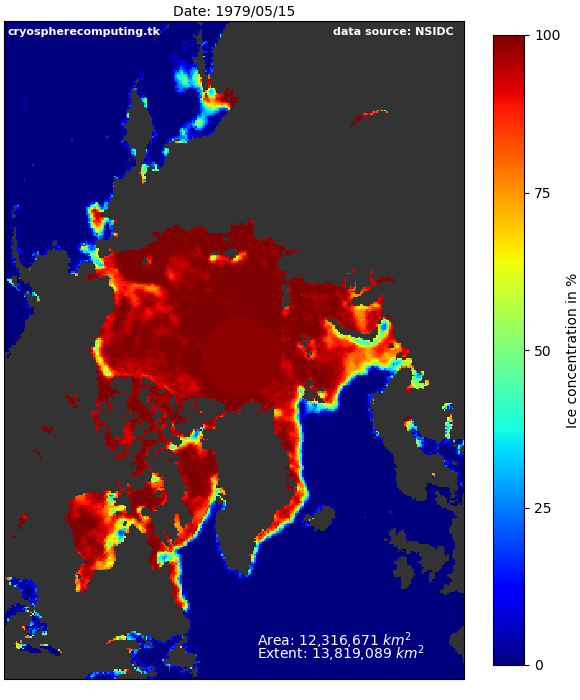 Date: 1979/05/15
cryospherecomputing.tk
data source: NSIDC
100
75
50
25
0
Ice concentration in %
Area: 12,316,671 km²
Extent: 13,819,089 km²